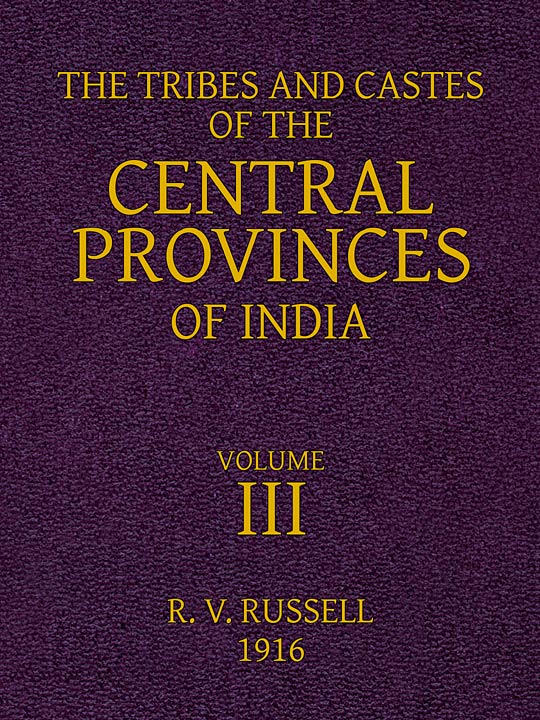 THE TRIBES AND CASTES
OF THE
CENTRAL
PROVINCES
OF INDIA
VOLUME
III
R. V. RUSSELL
1916